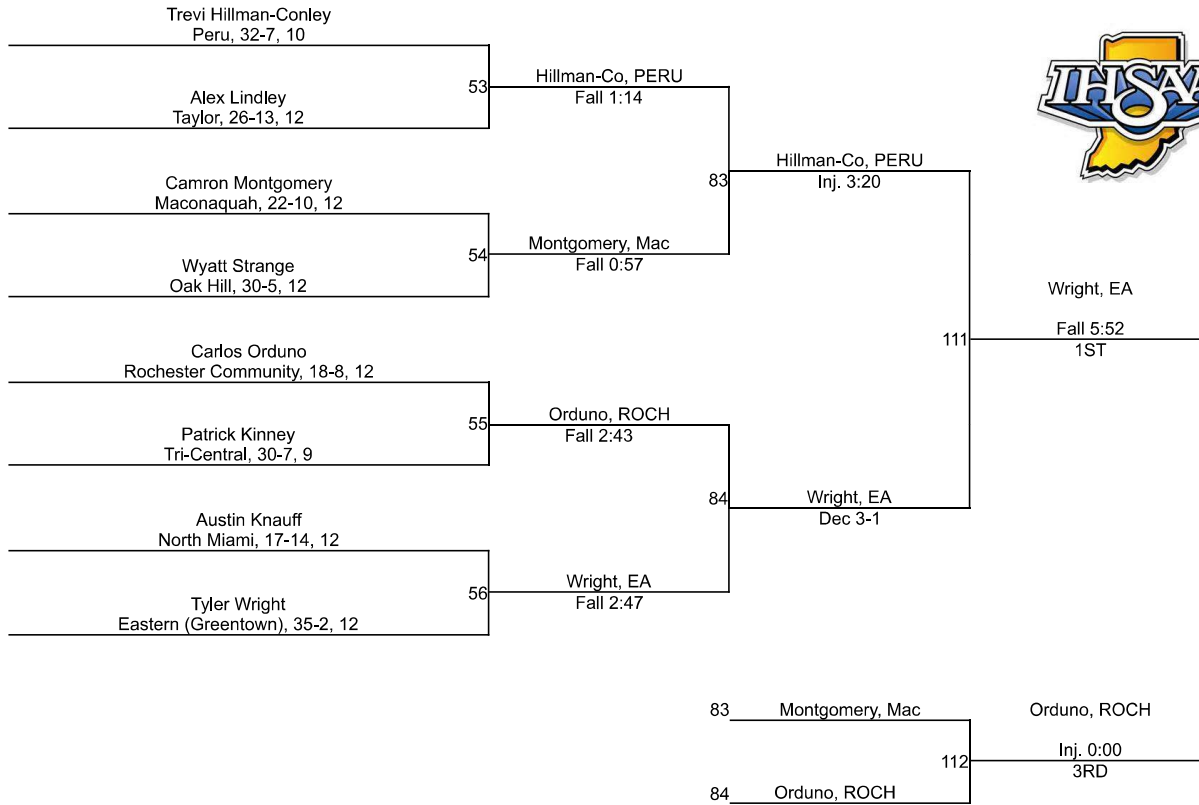 Trevi Hillman-Conley
Peru, 32-7, 10
Alex Lindley
Taylor, 26-13, 12
Camron Montgomery
Maconaquah, 22-10, 12
Wyatt Strange
Oak Hill, 30-5, 12
Carlos Orduno
Rochester Community, 18-8, 12
Patrick Kinney
Tri-Central, 30-7, 9
Austin Knauff
North Miami, 17-14, 12
Tyler Wright
Eastern (Greentown), 35-2, 12
53
Hillman-Co, PERU
Fall 1:14
54
Montgomery, Mac
Fall 0:57
55
Orduno, ROCH
Fall 2:43
56
Wright, EA
Fall 2:47
83
Hillman-Co, PERU
Inj. 3:20
84
Wright, EA
Dec 3-1
111
Wright, EA
Fall 5:52
1ST
IHSAA
83
Montgomery, Mac
84
Orduno, ROCH
112
Orduno, ROCH
Inj. 0:00
3RD